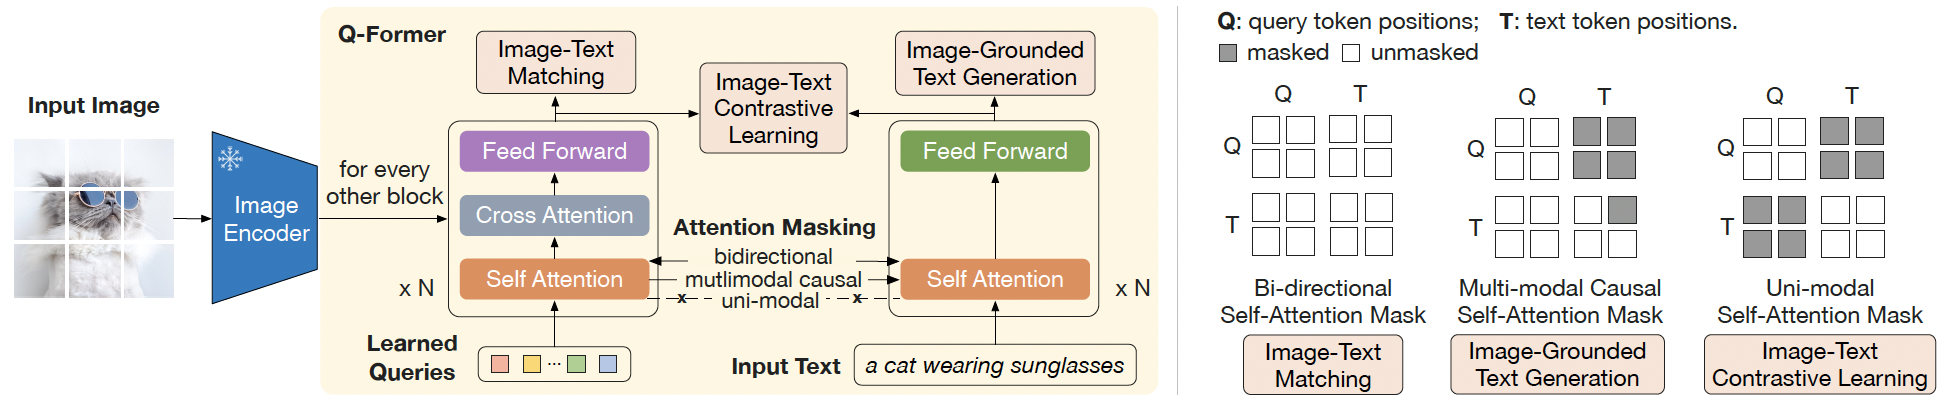 Input Image
Image
Encoder
for every
other block
Q-Former
Image-Text
Matching
Image-Text
Contrastive
Learning
Image-Grounded
Text Generation
Feed Forward
Cross Attention
Self Attention
x N
Feed Forward
Self Attention
x N
Attention Masking
bidirectional
mutlimodal causal
x uni-modal x
Learned
Queries
...
Input Text
a cat wearing sunglasses
Q: query token positions; T: text token positions.
masked unmasked
Q T
Q
T
Bi-directional
Self-Attention Mask
Image-Text
Matching
Q T
Q
T
Multi-modal Causal
Self-Attention Mask
Image-Grounded
Text Generation
Q T
Q
T
Uni-modal
Self-Attention Mask
Image-Text
Contrastive Learning